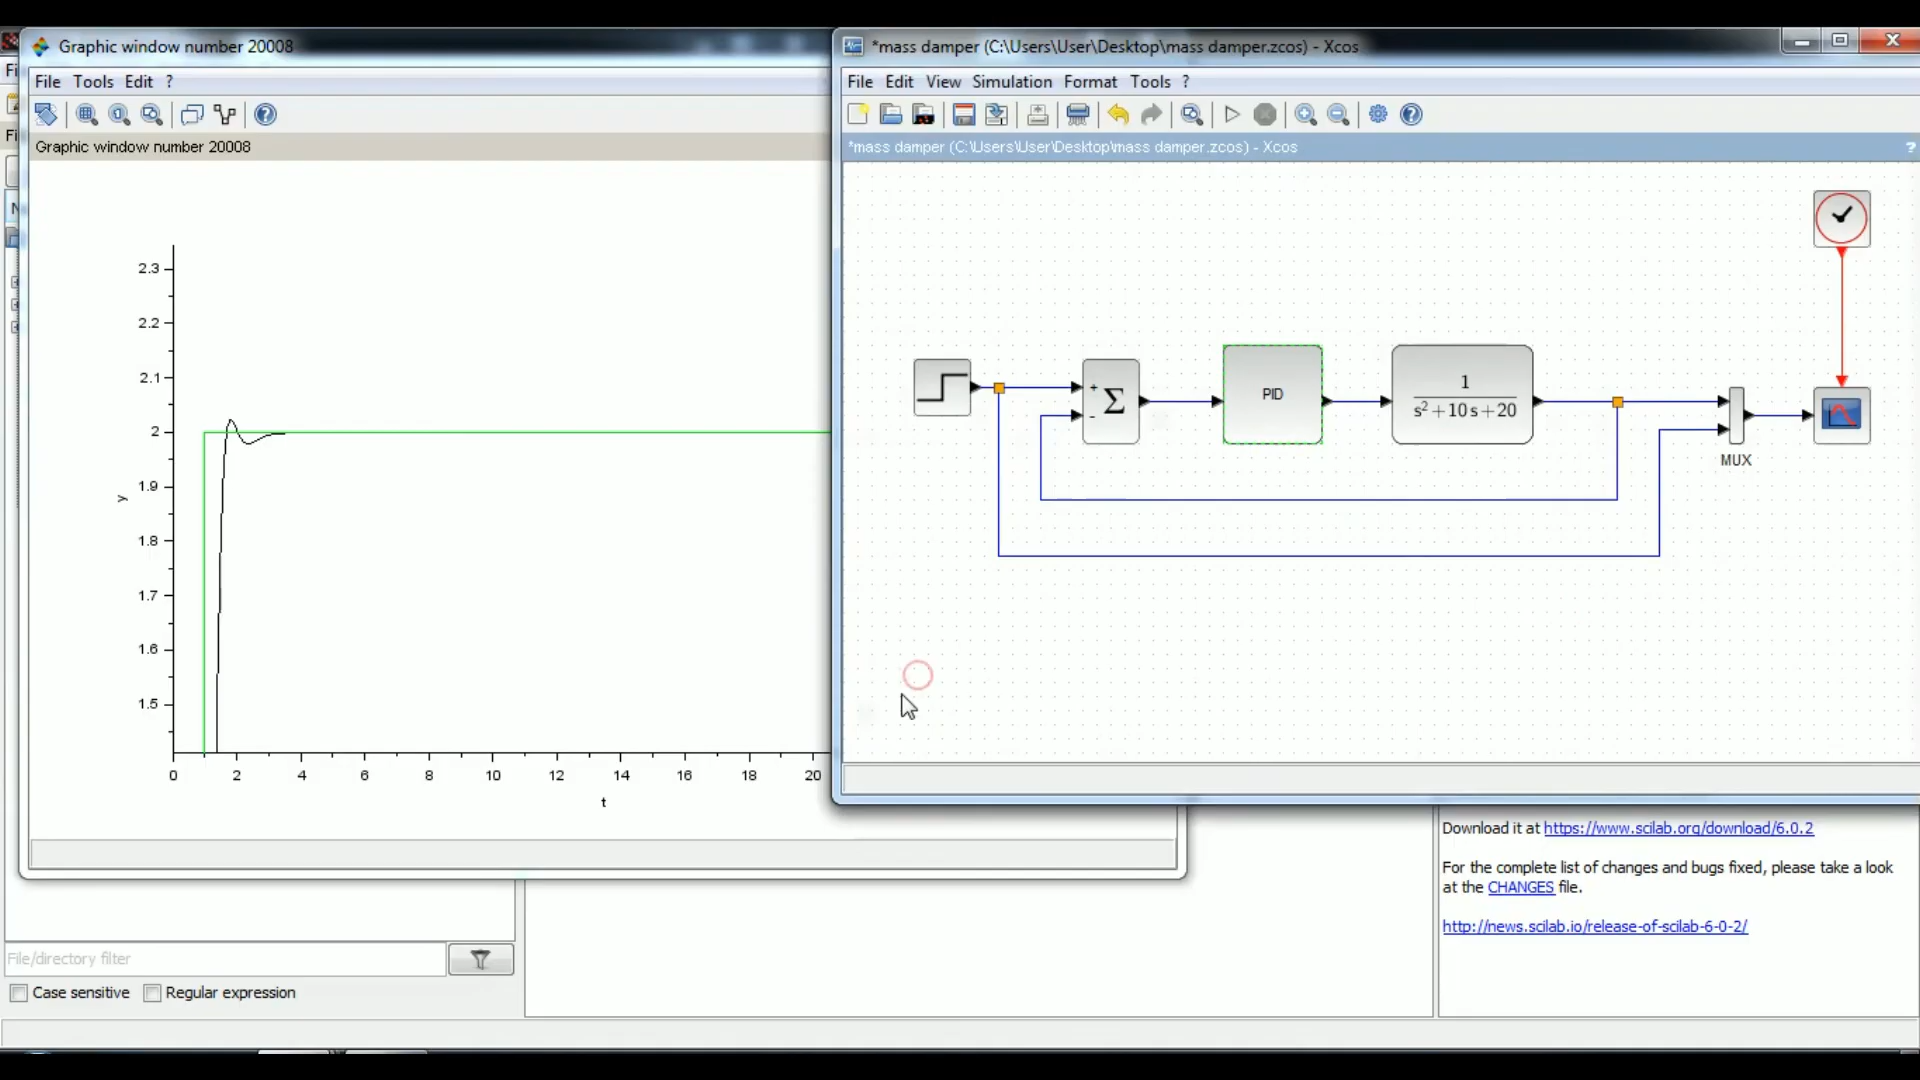 Graphic window number 20008
File Tools Edit ?
Graphic window number 20008
2.3
2.2
2.1
2
1.9
1.8
1.7
1.6
1.5
y
0 2 4 6 8 10 12 14 16 18 20
t
*mass damper (C:\Users\User\Desktop\mass damper.zcos) - Xcos
File Edit View Simulation Format Tools ?
*mass damper (C:\Users\User\Desktop\mass damper.zcos) - Xcos
?
+
-
Σ
PID
1
s²+10s+20
MUX
Download it at https://www.scilab.org/download/6.0.2
For the complete list of changes and bugs fixed, please take a look
at the CHANGES file.
http://news.scilab.io/release-of-scilab-6-0-2/
File/directory filter
Case sensitive Regular expression